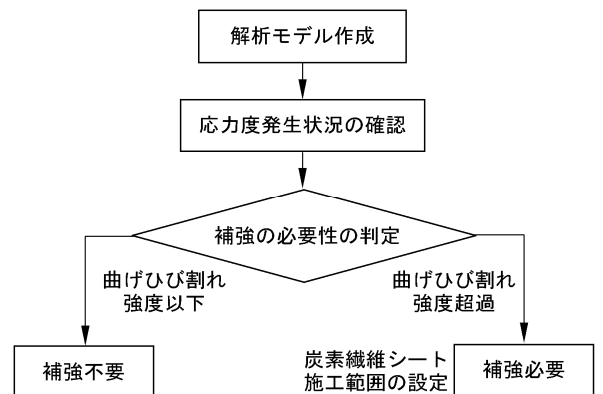 解析モデル作成
応力度発生状況の確認
補強の必要性の判定
曲げひび割れ
強度以下
曲げひび割れ
強度超過
補強不要
炭素繊維シート
施工範囲の設定
補強必要